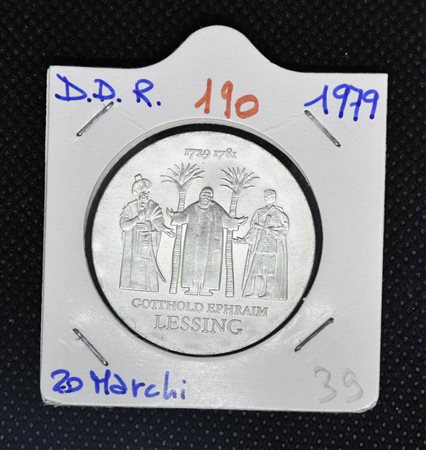 D.D.R. 190 1979
1729 1781
GOTTHOLD EPHRAIM
LESSING
20 Marchi 39